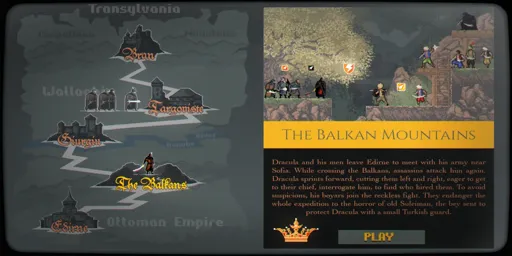 Transylvania
Bran
Walla
Targoviste
Giurgiu
The Balkans
Ottoman Empire
Edirne
THE BALKAN MOUNTAINS
Dracula and his men leave Edirne to meet with his army near
Sofia. While crossing the Balkans, assassins attack him again.
Dracula sprints forward, cutting them left and right, eager to get
to their chief, interrogate him, to find who hired them. To avoid
suspicions, his boyars join the reckless fight. They endanger the
whole expedition to the horror of old Soleiman, the bey sent to
protect Dracula with a small Turkish guard.
PLAY